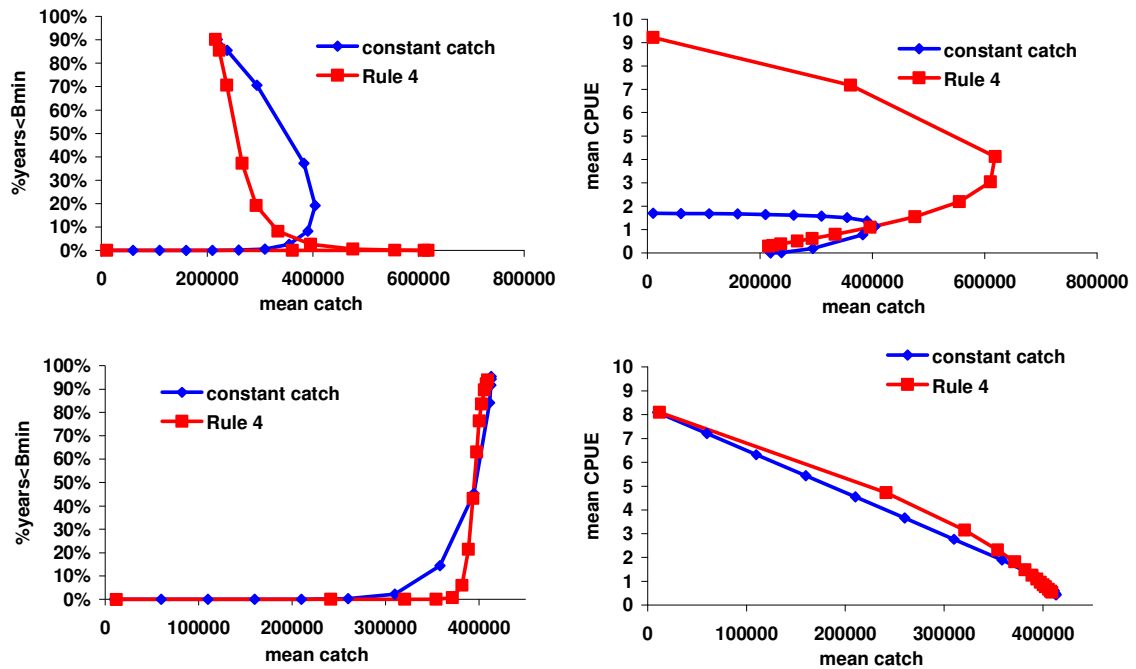 100%
90%
80%
70%
60%
50%
40%
30%
20%
10%
0%
%years<Bmin
constant catch
Rule 4
0 200000 400000 600000 800000
mean catch
10
9
8
7
6
5
4
3
2
1
0
mean CPUE
constant catch
Rule 4
0 200000 400000 600000 800000
mean catch
100%
90%
80%
70%
60%
50%
40%
30%
20%
10%
0%
%years<Bmin
constant catch
Rule 4
0 100000 200000 300000 400000
mean catch
10
9
8
7
6
5
4
3
2
1
0
mean CPUE
constant catch
Rule 4
0 100000 200000 300000 400000
mean catch